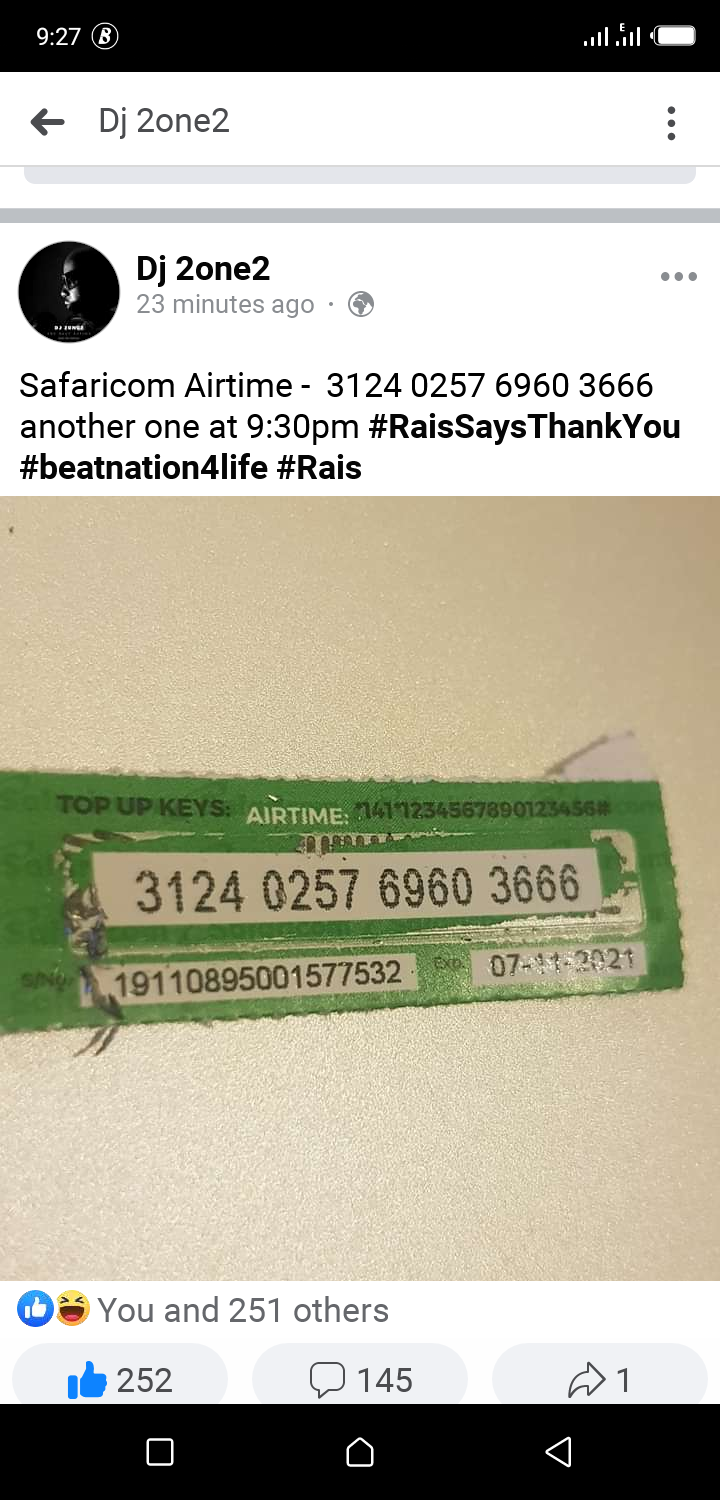 9:27
E
Dj 2one2
Dj 2one2
23 minutes ago ·
Safaricom Airtime - 3124 0257 6960 3666
another one at 9:30pm #RaisSaysThankYou
#beatnation4life #Rais
TOP UP KEYS: AIRTIME: *141*1234567890123456#
3124 0257 6960 3666
S/No. 19110895001577532 EXP. 07-11-2021
You and 251 others
252 145 1